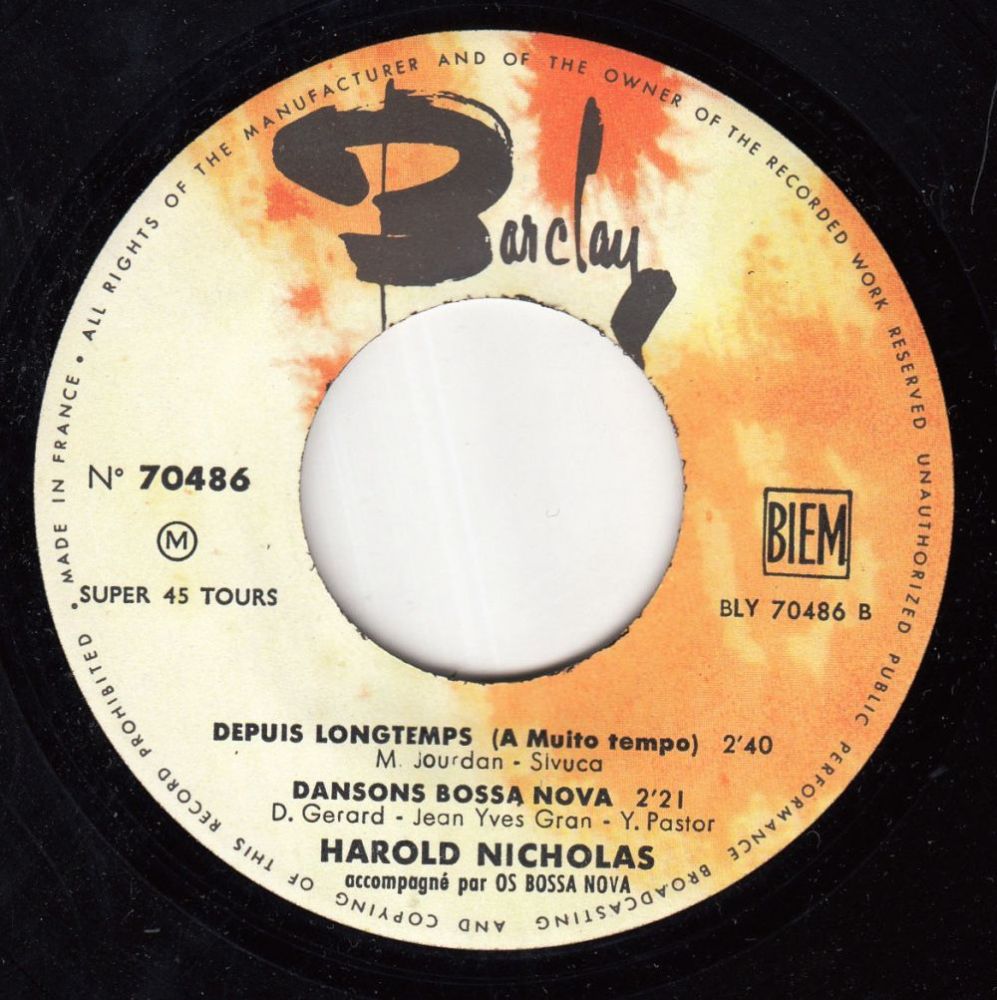 MADE IN FRANCE • ALL RIGHTS OF THE MANUFACTURER AND OF THE OWNER OF THE RECORDED WORK RESERVED UNAUTHORIZED PUBLIC PERFORMANCE BROADCASTING AND COPYING OF THIS RECORD PROHIBITED •
Barclay
N° 70486
M
SUPER 45 TOURS
BIEM
BLY 70486 B
DEPUIS LONGTEMPS (A Muito tempo) 2'40
M. Jourdan - Sivuca
DANSONS BOSSA NOVA 2'21
D. Gerard - Jean Yves Gran - Y. Pastor
HAROLD NICHOLAS
accompagné par OS BOSSA NOVA